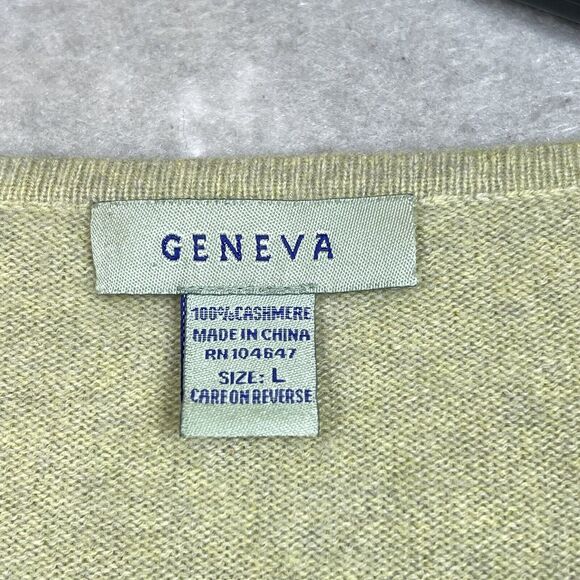 GENEVA
100% CASHMERE
MADE IN CHINA
RN 104647
SIZE: L
CARE ON REVERSE